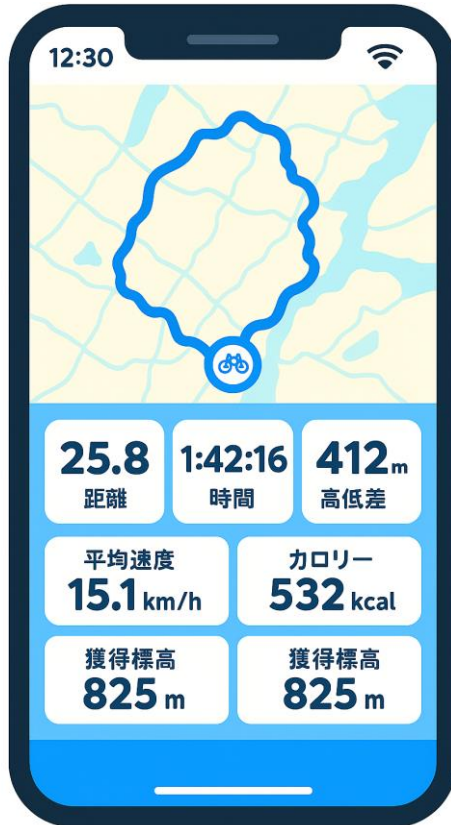 12:30
25.8
距離
1:42:16
時間
412m
高低差
平均速度
15.1 km/h
カロリー
532 kcal
獲得標高
825 m
獲得標高
825 m